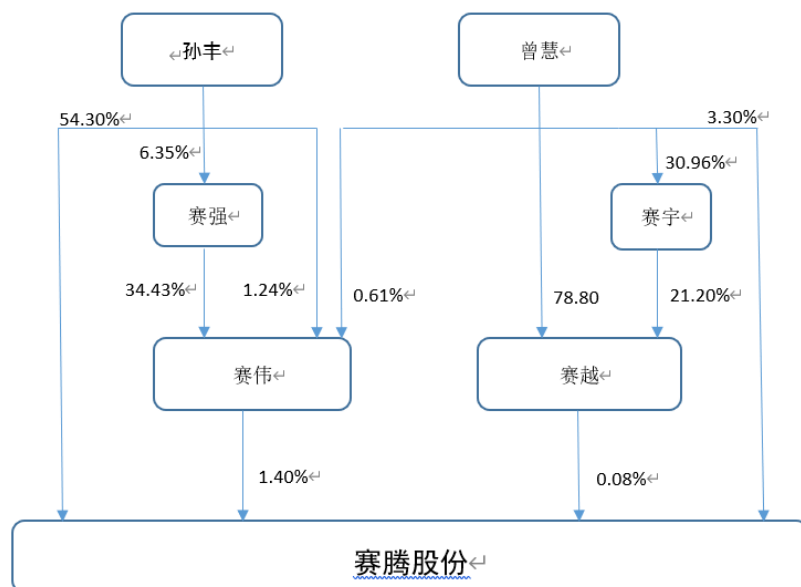 孙丰
曾慧
54.30%
3.30%
6.35%
30.96%
赛强
赛宇
34.43%
1.24%
0.61%
78.80
21.20%
赛伟
赛越
1.40%
0.08%
赛腾股份